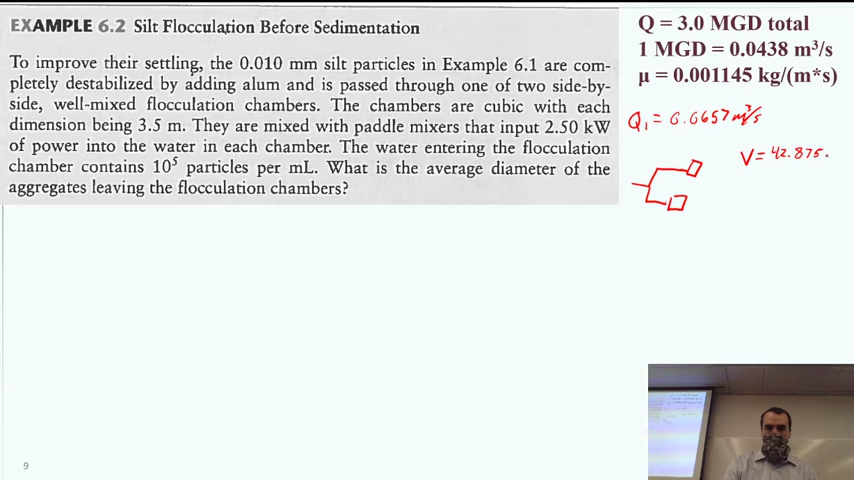 EXAMPLE 6.2 Silt Flocculation Before Sedimentation
To improve their settling, the 0.010 mm silt particles in Example 6.1 are com-
pletely destabilized by adding alum and is passed through one of two side-by-
side, well-mixed flocculation chambers. The chambers are cubic with each
dimension being 3.5 m. They are mixed with paddle mixers that input 2.50 kW
of power into the water in each chamber. The water entering the flocculation
chamber contains 10⁵ particles per mL. What is the average diameter of the
aggregates leaving the flocculation chambers?
Q = 3.0 MGD total
1 MGD = 0.0438 m³/s
μ = 0.001145 kg/(m*s)
Q₁ = 0.0657 m³/s
V = 42.875
9